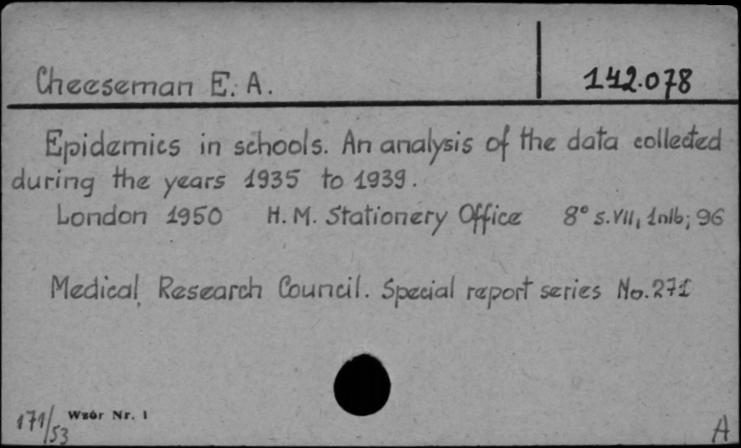 Cheeseman E. A. 142.078
Epidemics in schools. An analysis of the data collected
during the years 1935 to 1939.
London 1950 H. M. Stationery Office 8° s. VII, 1nlb; 96
Medical Research Council. Special report series No. 271
171/53 Wzór Nr. 1 A